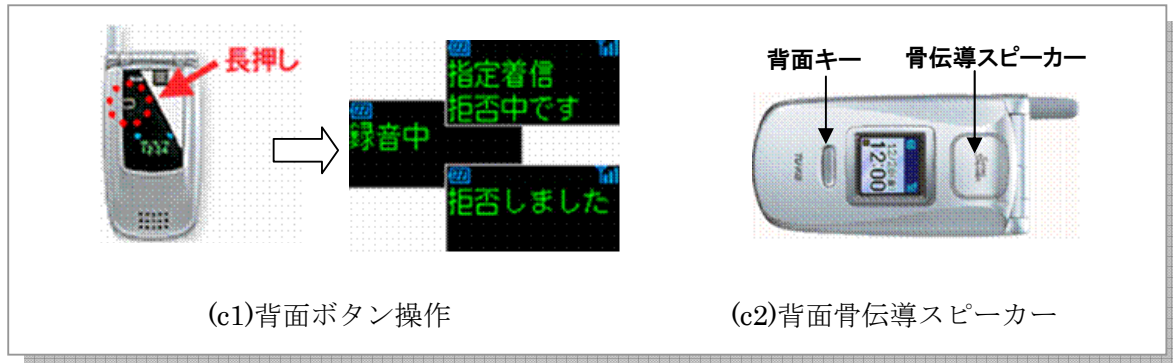 長押し
指定着信
拒否中です
録音中
拒否しました
背面キー
骨伝導スピーカー
12:00
(c1)背面ボタン操作
(c2)背面骨伝導スピーカー